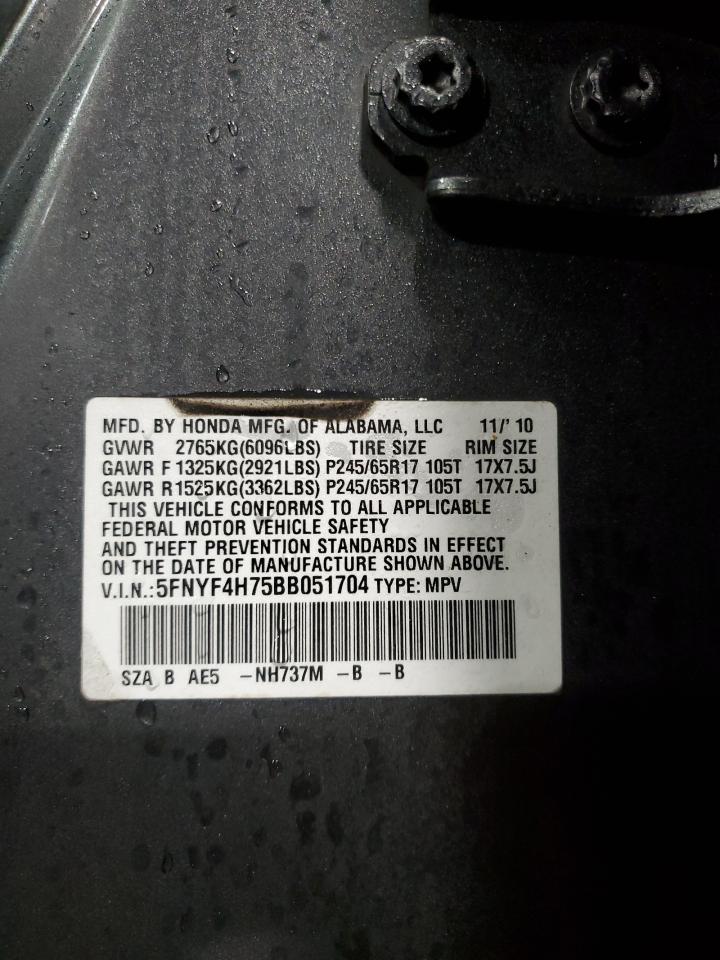 MFD. BY HONDA MFG. OF ALABAMA, LLC 11/' 10
GVWR 2765KG(6096LBS) TIRE SIZE RIM SIZE
GAWR F 1325KG(2921LBS) P245/65R17 105T 17X7.5J
GAWR R1525KG(3362LBS) P245/65R17 105T 17X7.5J
THIS VEHICLE CONFORMS TO ALL APPLICABLE
FEDERAL MOTOR VEHICLE SAFETY
AND THEFT PREVENTION STANDARDS IN EFFECT
ON THE DATE OF MANUFACTURE SHOWN ABOVE.
V.I.N.:5FNYF4H75BB051704 TYPE: MPV
SZA B AE5 -NH737M -B -B